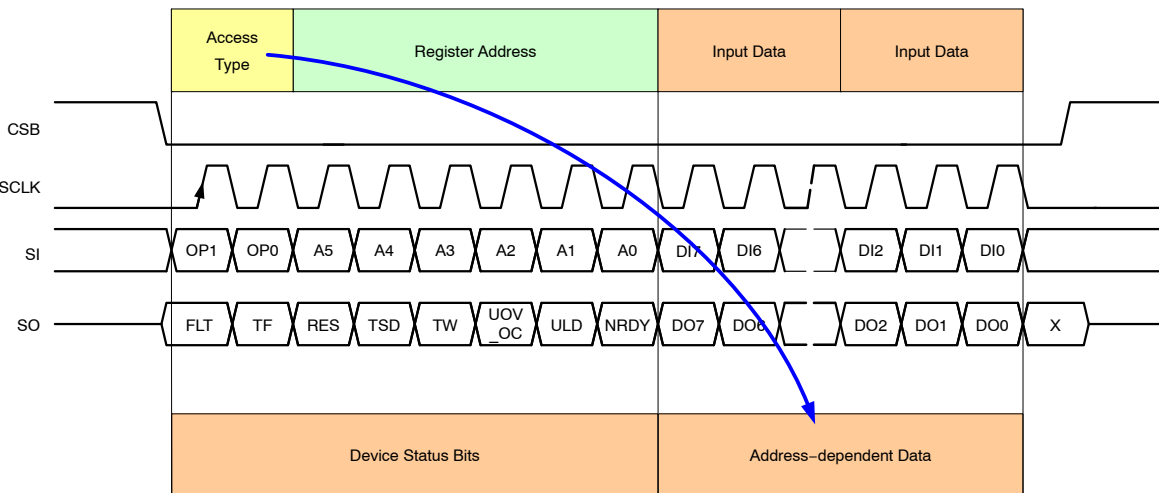 Access
Type
Register Address
Input Data
Input Data
CSB
SCLK
SI
OP1 OP0 A5 A4 A3 A2 A1 A0 DI7 DI6 DI2 DI1 DI0
SO
FLT TF RES TSD TW UOV
_OC ULD NRDY DO7 DO6 DO2 DO1 DO0 X
Device Status Bits
Address−dependent Data